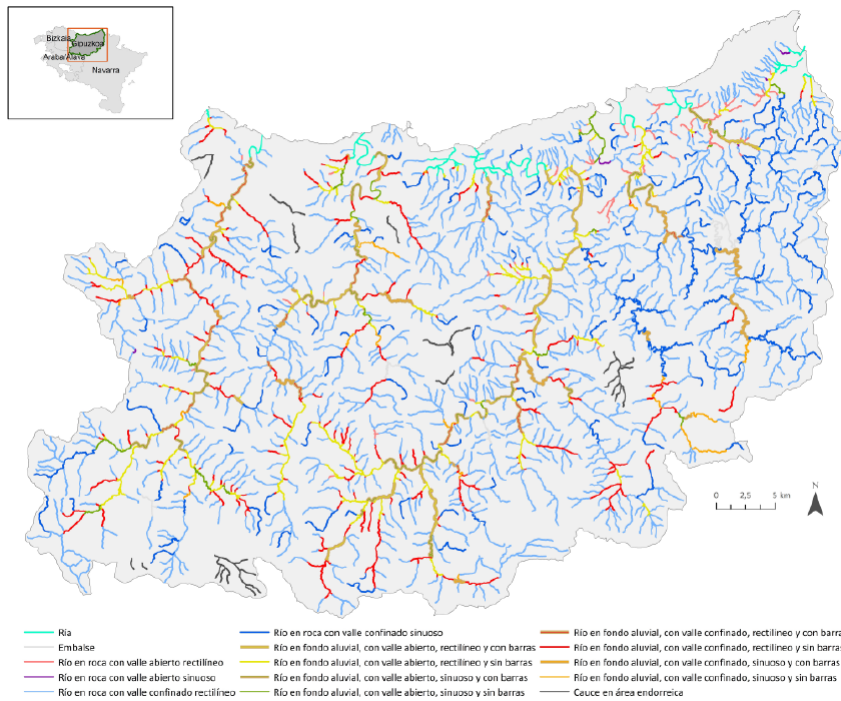 Bizkaia
Gipuzkoa
Araba/Álava
Navarra
N
0 2,5 5 km
Ría
Embalse
Río en roca con valle abierto rectilíneo
Río en roca con valle abierto sinuoso
Río en roca con valle confinado rectilíneo
Río en roca con valle confinado sinuoso
Río en fondo aluvial, con valle abierto, rectilíneo y con barras
Río en fondo aluvial, con valle abierto, rectilíneo y sin barras
Río en fondo aluvial, con valle abierto, sinuoso y con barras
Río en fondo aluvial, con valle abierto, sinuoso y sin barras
Río en fondo aluvial, con valle confinado, rectilíneo y con barra
Río en fondo aluvial, con valle confinado, rectilíneo y sin barras
Río en fondo aluvial, con valle confinado, sinuoso y con barras
Río en fondo aluvial, con valle confinado, sinuoso y sin barras
Cauce en área endorreica